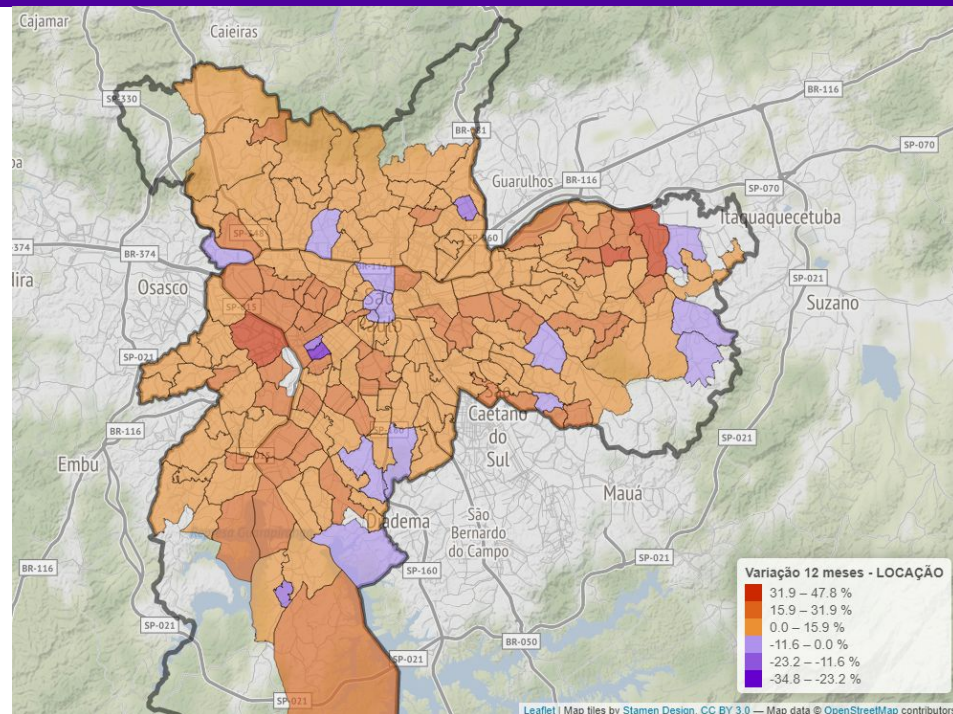 Cajamar
Caieiras
SP-330
BR-116
BR-381
SP-070
Guarulhos
BR-116
SP-070
Itaquaquecetuba
SP-348
BR-374
BR-116
SP-021
Osasco
São
Paulo
Suzano
SP-015
SP-021
Caetano
do
Sul
BR-116
SP-021
Embu
Mauá
Diadema
São
Bernardo
do Campo
SP-021
SP-160
BR-116
SP-021
BR-050
SP-021
SP-021
Variação 12 meses - LOCAÇÃO
31.9 – 47.8 %
15.9 – 31.9 %
0.0 – 15.9 %
-11.6 – 0.0 %
-23.2 – -11.6 %
-34.8 – -23.2 %
Leaflet | Map tiles by Stamen Design, CC BY 3.0 — Map data © OpenStreetMap contributors